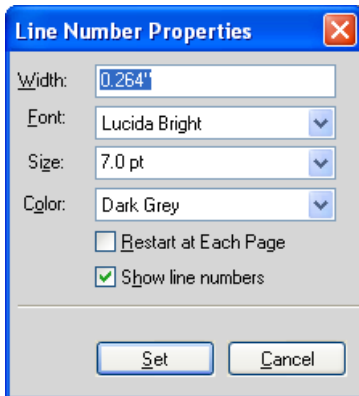 Line Number Properties
Width: 0.264"
Font: Lucida Bright
Size: 7.0 pt
Color: Dark Grey
Restart at Each Page
Show line numbers
Set Cancel